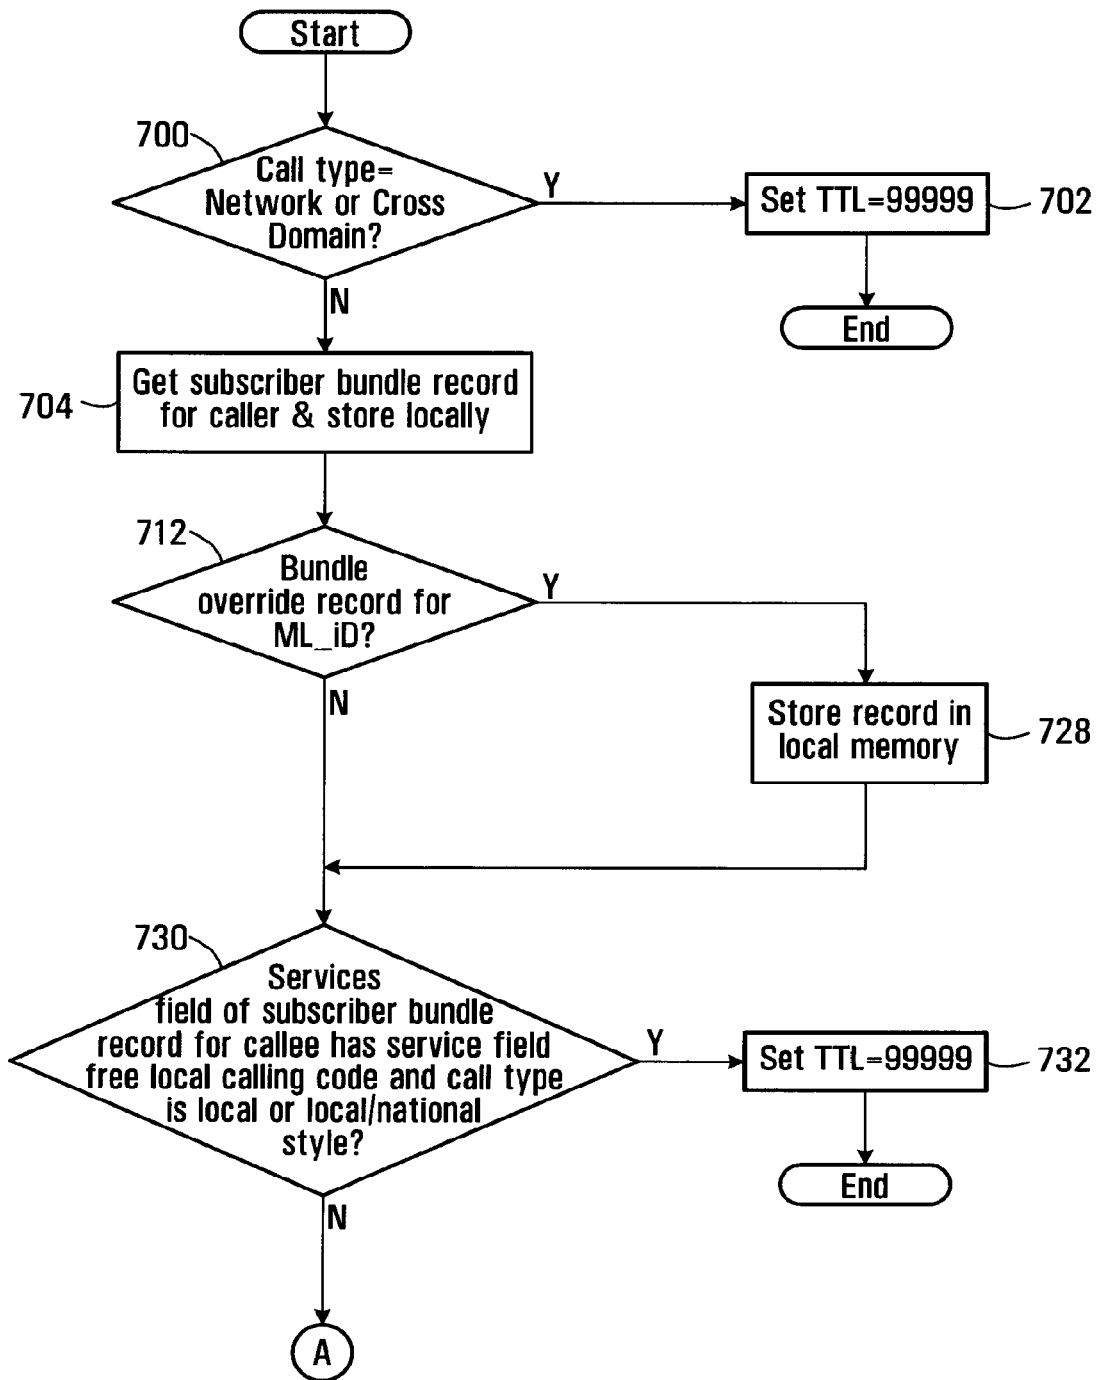 Start
700
Call type=
Network or Cross
Domain?
Y
Set TTL=99999
702
End
N
704
Get subscriber bundle record
for caller & store locally
712
Bundle
override record for
ML_iD?
Y
Store record in
local memory
728
N
730
Services
field of subscriber bundle
record for callee has service field
free local calling code and call type
is local or local/national
style?
Y
Set TTL=99999
732
End
N
A